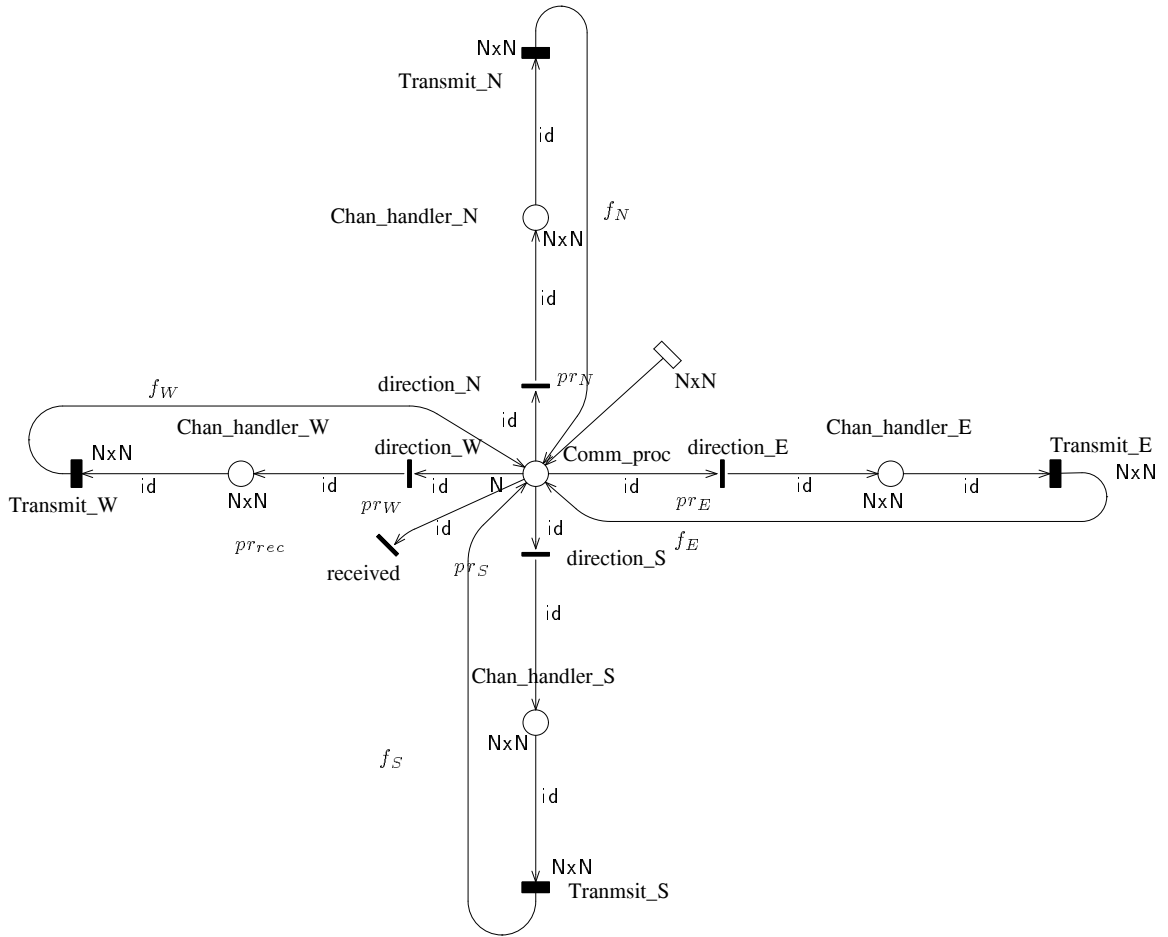 NxN
Transmit_N
id
Chan_handler_N
f_N
NxN
id
direction_N
pr_N
NxN
f_W
id
Chan_handler_W
direction_W
Comm_proc
direction_E
Chan_handler_E
Transmit_E
NxN
NxN
Transmit_W
id
NxN
id
pr_W
id
N
id
pr_E
id
NxN
id
id
id
f_E
pr_rec
received
pr_S
direction_S
id
Chan_handler_S
NxN
f_S
id
NxN
Tranmsit_S